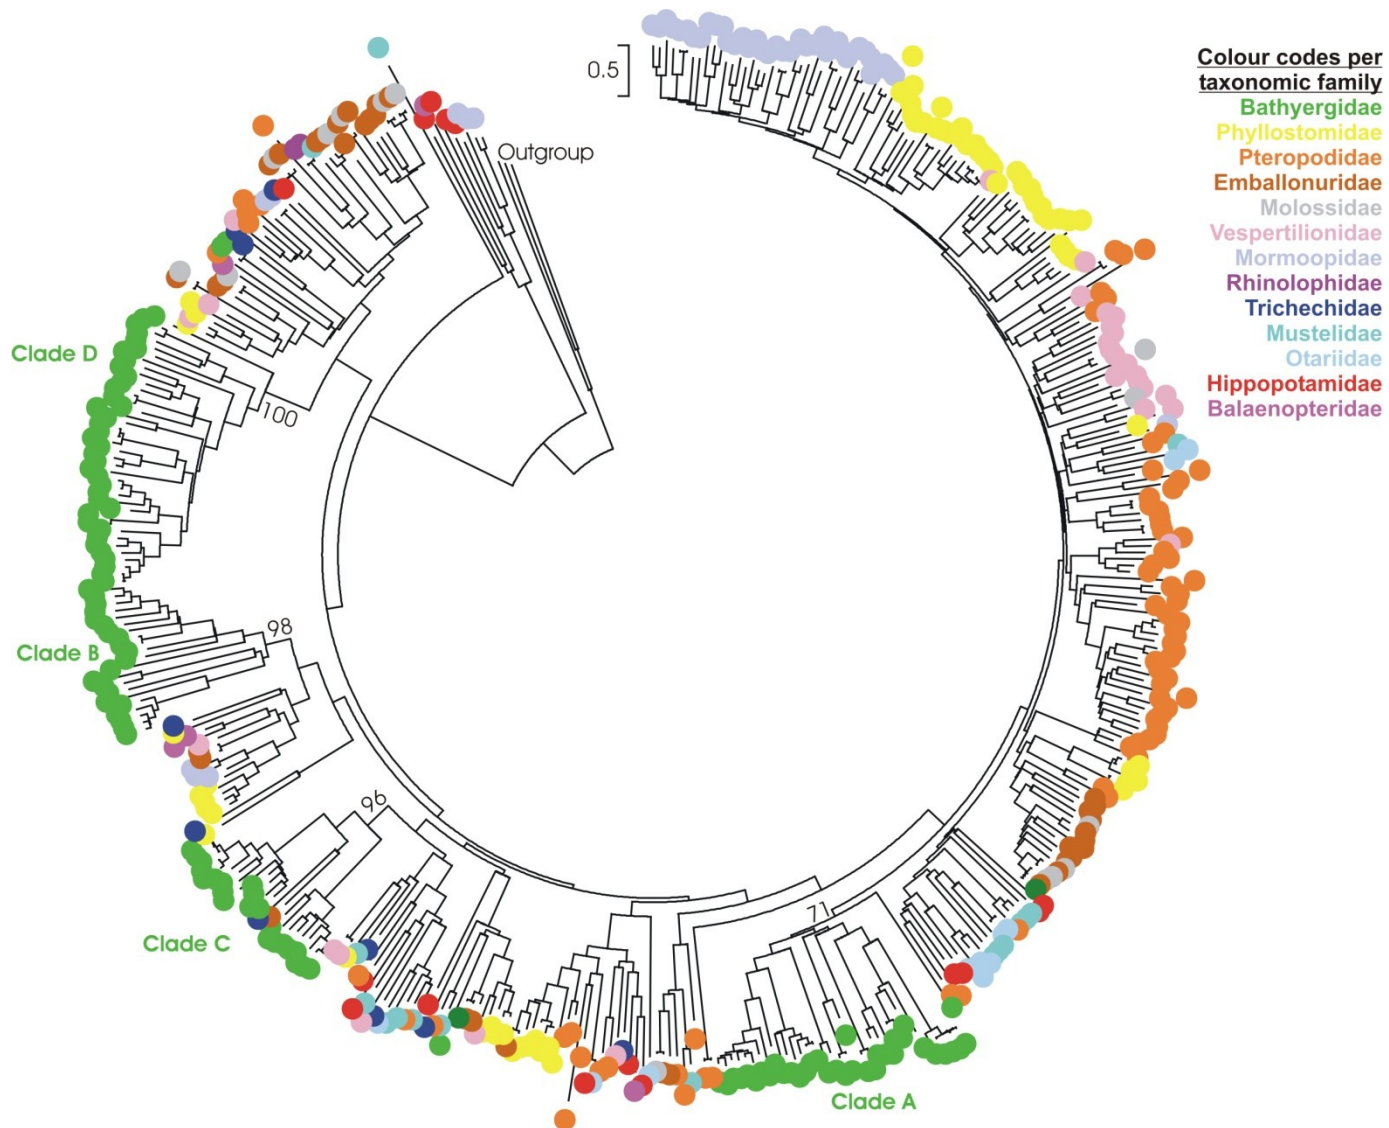 0.5
Outgroup
Colour codes per
taxonomic family
Bathyergidae
Phyllostomidae
Pteropodidae
Emballonuridae
Molossidae
Vespertilionidae
Mormoopidae
Rhinolophidae
Trichechidae
Mustelidae
Otariidae
Hippopotamidae
Balaenopteridae
Clade D
100
98
Clade B
96
Clade C
71
Clade A